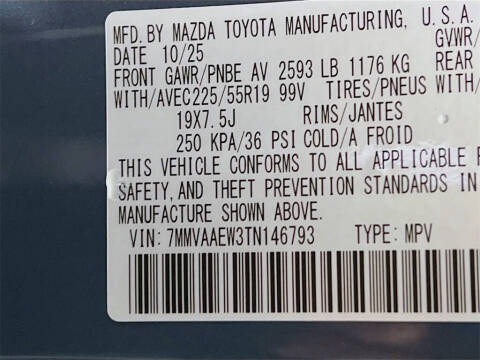 MFD. BY MAZDA TOYOTA MANUFACTURING, U.S.A.
DATE 10/25 GVWR/
FRONT GAWR/PNBE AV 2593 LB 1176 KG REAR
WITH/AVEC225/55R19 99V TIRES/PNEUS WITH/
19X7.5J RIMS/JANTES
250 KPA/36 PSI COLD/A FROID
THIS VEHICLE CONFORMS TO ALL APPLICABLE
SAFETY, AND THEFT PREVENTION STANDARDS IN
MANUFACTURE SHOWN ABOVE.
VIN: 7MMVAAEW3TN146793 TYPE: MPV